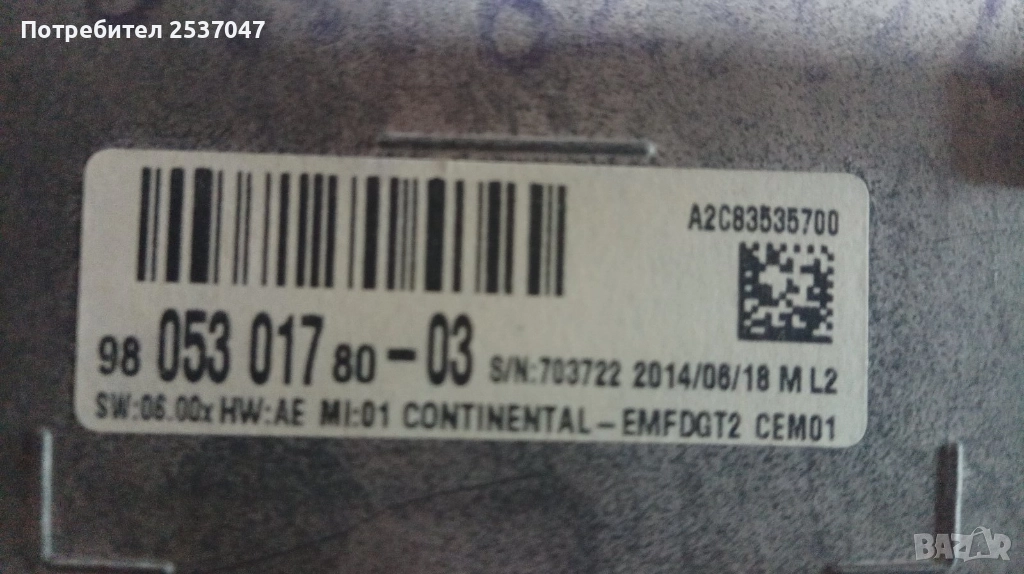 Потребител 2537047
A2C83535700
98 053 017 80 - 03 S/N:703722 2014/06/18 M L2
SW:06.00x HW:AE MI:01 CONTINENTAL - EMFDGT2 CEM01
BAZAR